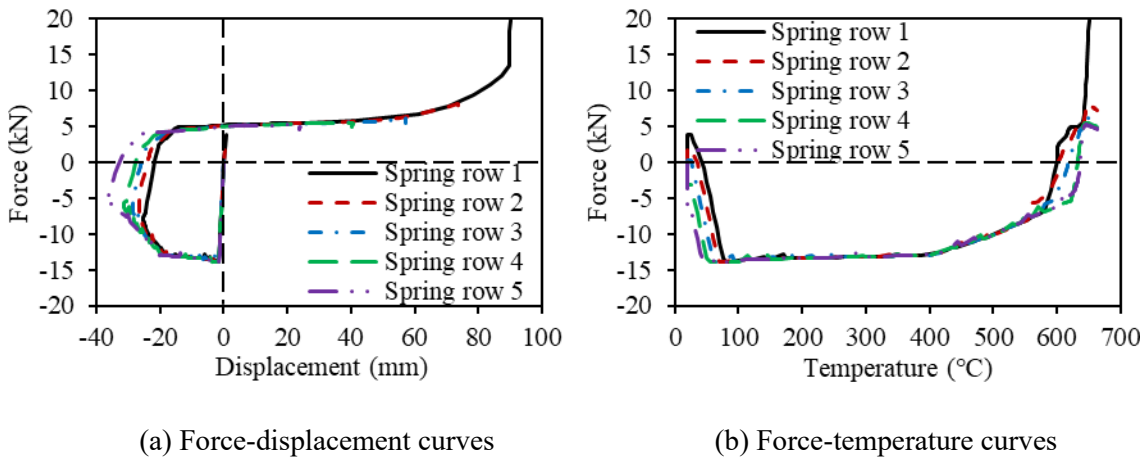 20
15
10
5
0
-5
-10
-15
-20
Force (kN)
-40 -20 0 20 40 60 80 100
Displacement (mm)
Spring row 1
Spring row 2
Spring row 3
Spring row 4
Spring row 5
(a) Force-displacement curves
20
15
10
5
0
-5
-10
-15
-20
Force (kN)
0 100 200 300 400 500 600 700
Temperature (°C)
Spring row 1
Spring row 2
Spring row 3
Spring row 4
Spring row 5
(b) Force-temperature curves